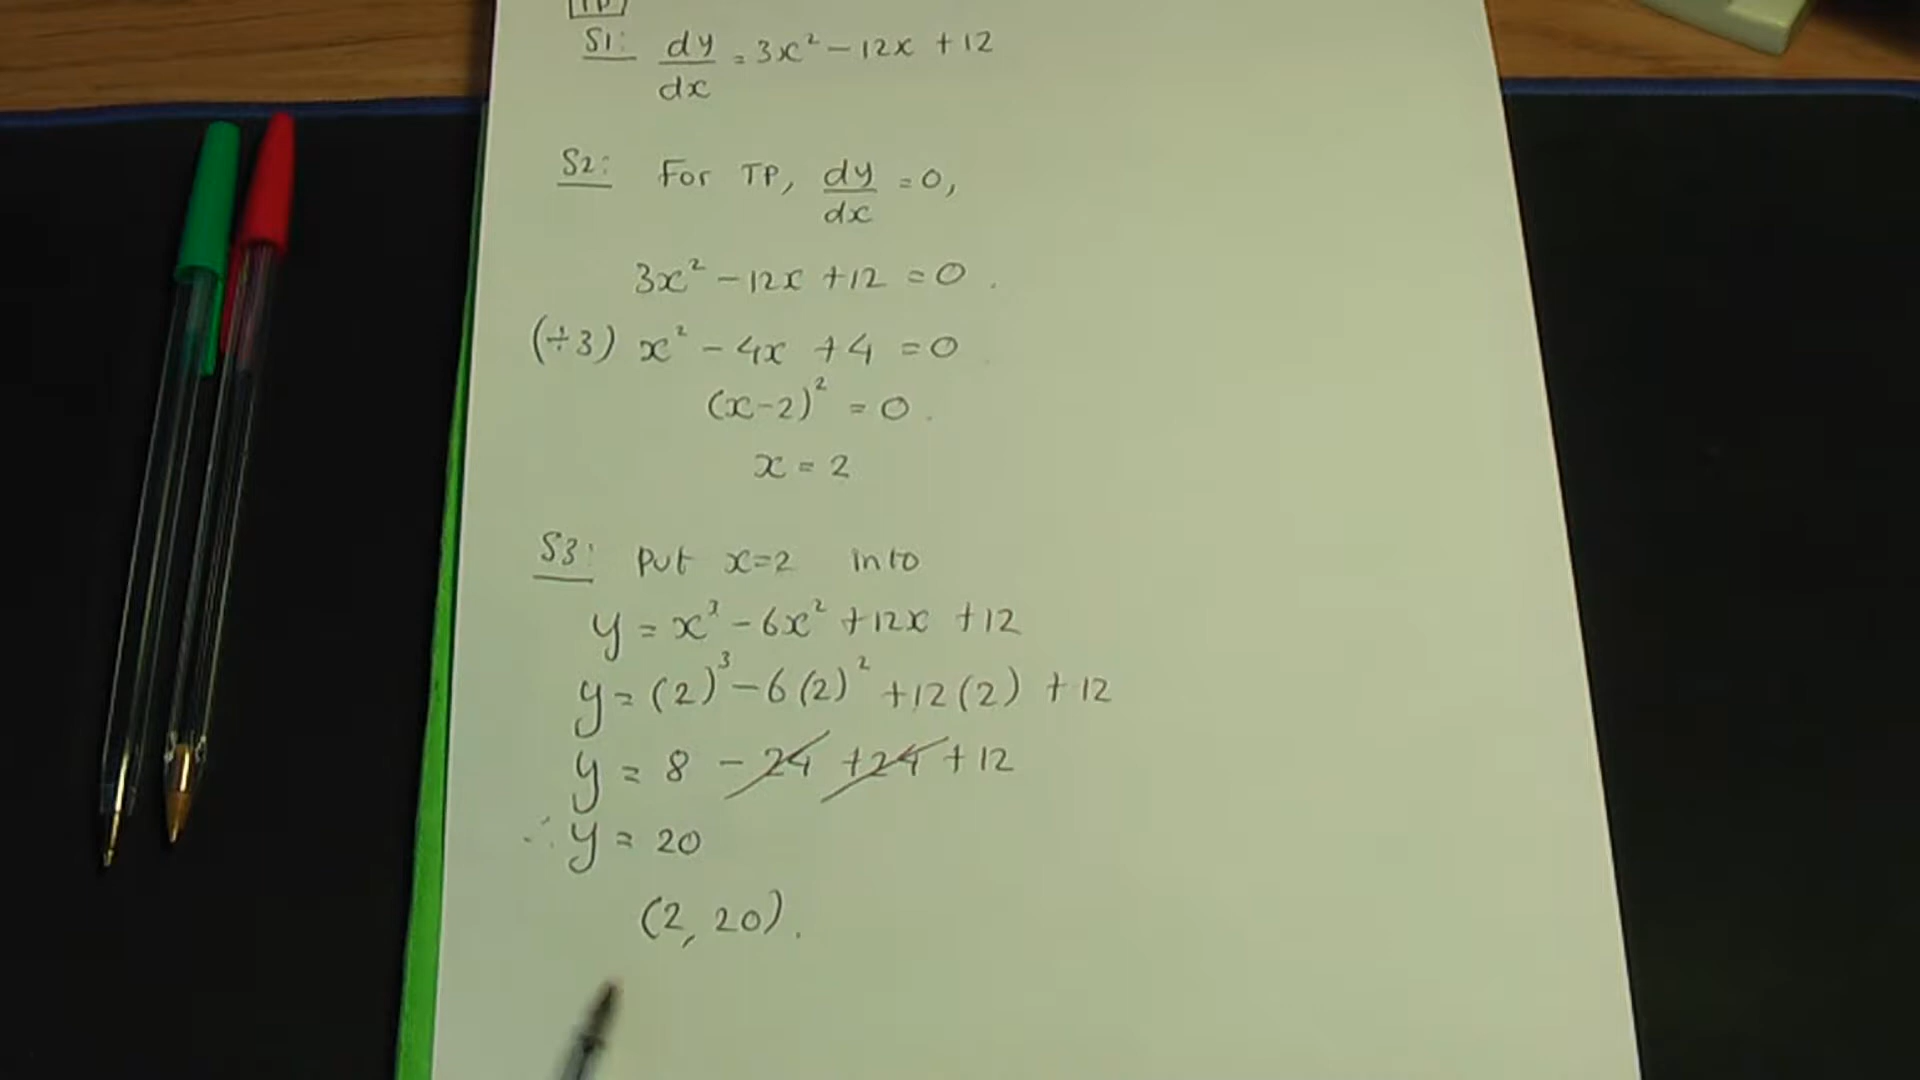 TP
S1: dy/dx = 3x² - 12x + 12
S2: For TP, dy/dx = 0,
3x² - 12x + 12 = 0.
(÷3) x² - 4x + 4 = 0
(x-2)² = 0.
x = 2
S3: Put x=2 into
y = x³ - 6x² + 12x + 12
y = (2)³ - 6(2)² + 12(2) + 12
y = 8 - 24 + 24 + 12
∴ y = 20
(2, 20).